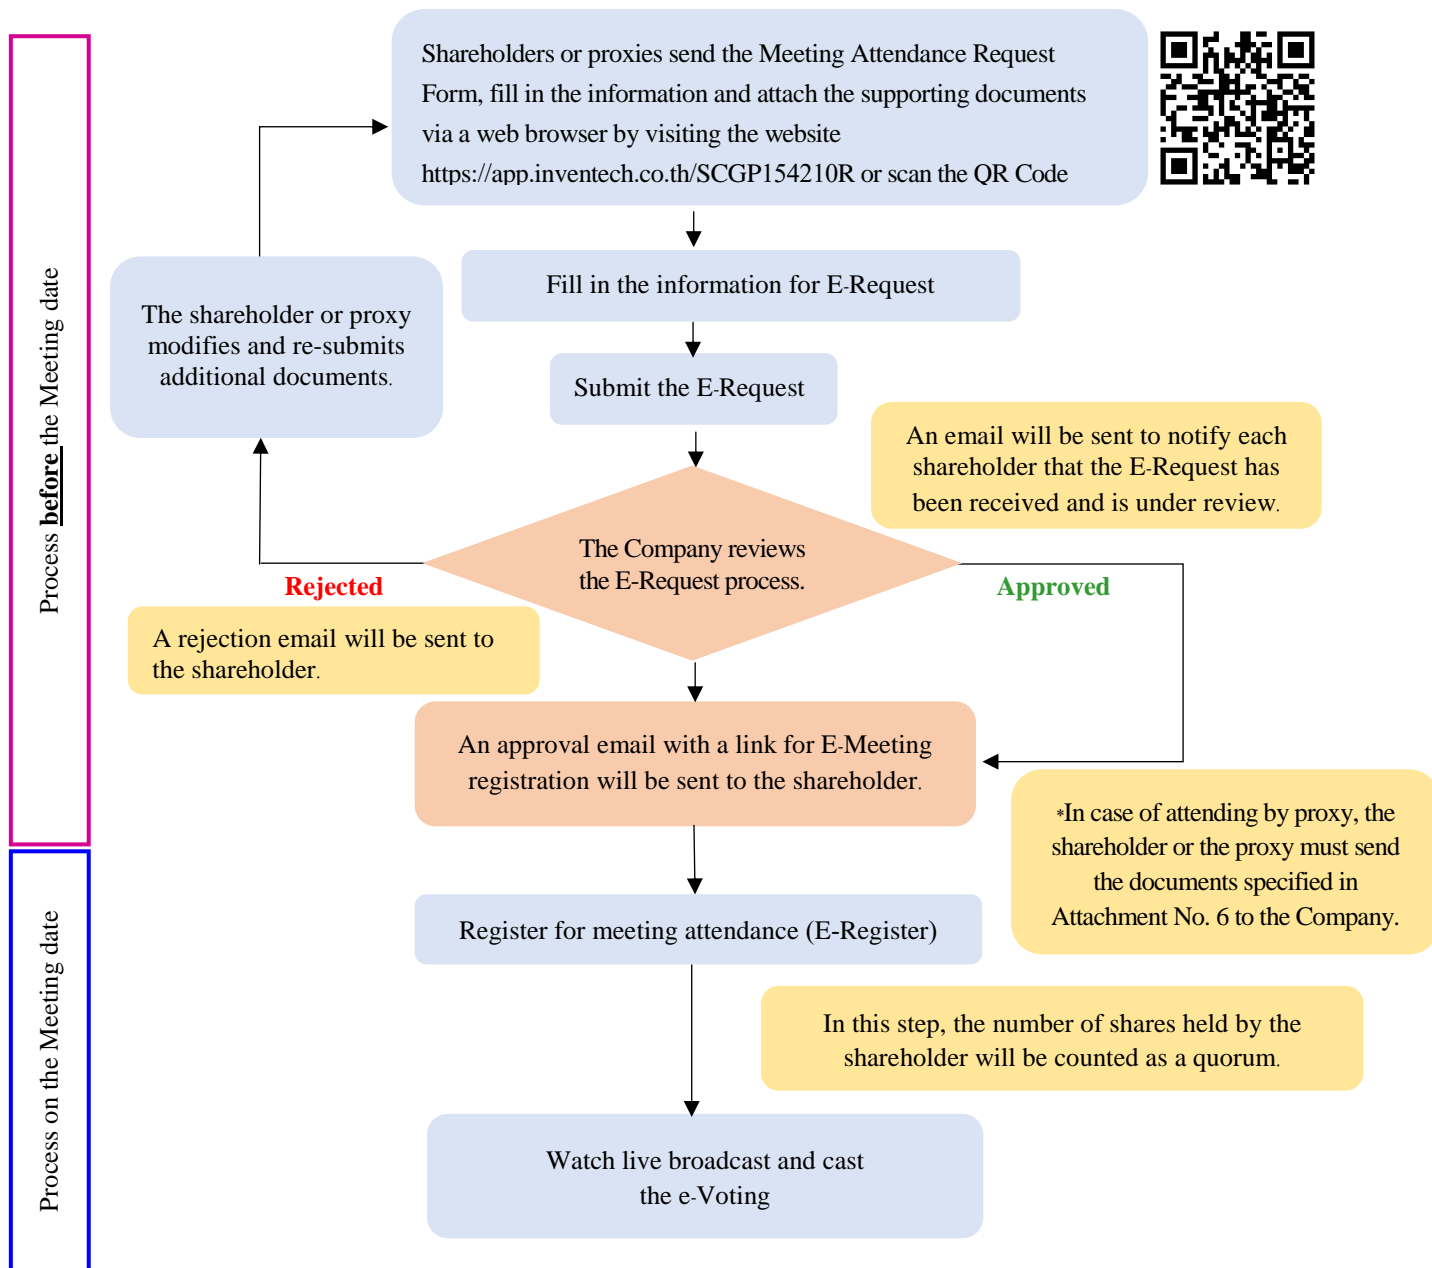 Process before the Meeting date
Shareholders or proxies send the Meeting Attendance Request
Form, fill in the information and attach the supporting documents
via a web browser by visiting the website
https://app.inventech.co.th/SCGP154210R or scan the QR Code
Fill in the information for E-Request
The shareholder or proxy
modifies and re-submits
additional documents.
Submit the E-Request
An email will be sent to notify each
shareholder that the E-Request has
been received and is under review.
The Company reviews
the E-Request process.
Rejected
Approved
A rejection email will be sent to
the shareholder.
An approval email with a link for E-Meeting
registration will be sent to the shareholder.
*In case of attending by proxy, the
shareholder or the proxy must send
the documents specified in
Attachment No. 6 to the Company.
Process on the Meeting date
Register for meeting attendance (E-Register)
In this step, the number of shares held by the
shareholder will be counted as a quorum.
Watch live broadcast and cast
the e-Voting